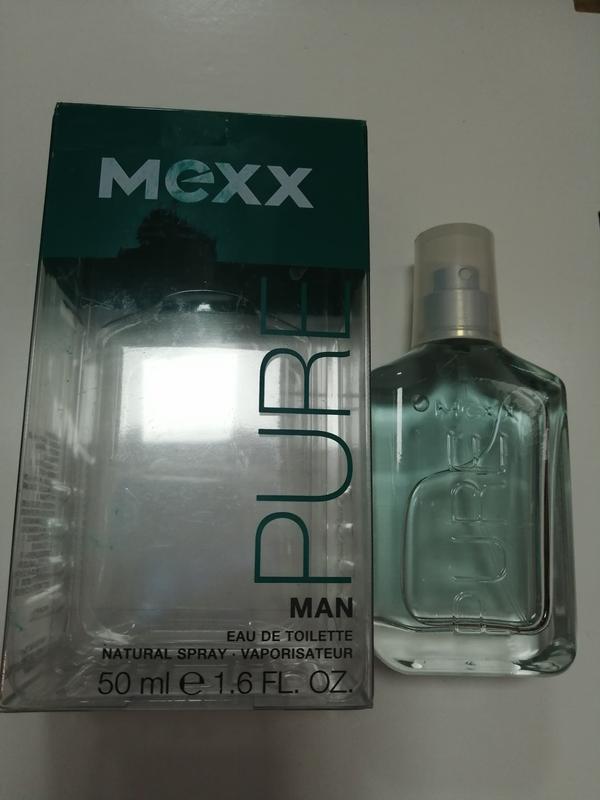 Mexx
PURE
MAN
EAU DE TOILETTE
NATURAL SPRAY · VAPORISATEUR
50 ml ℮ 1.6 FL. OZ.
Mexx
PURE